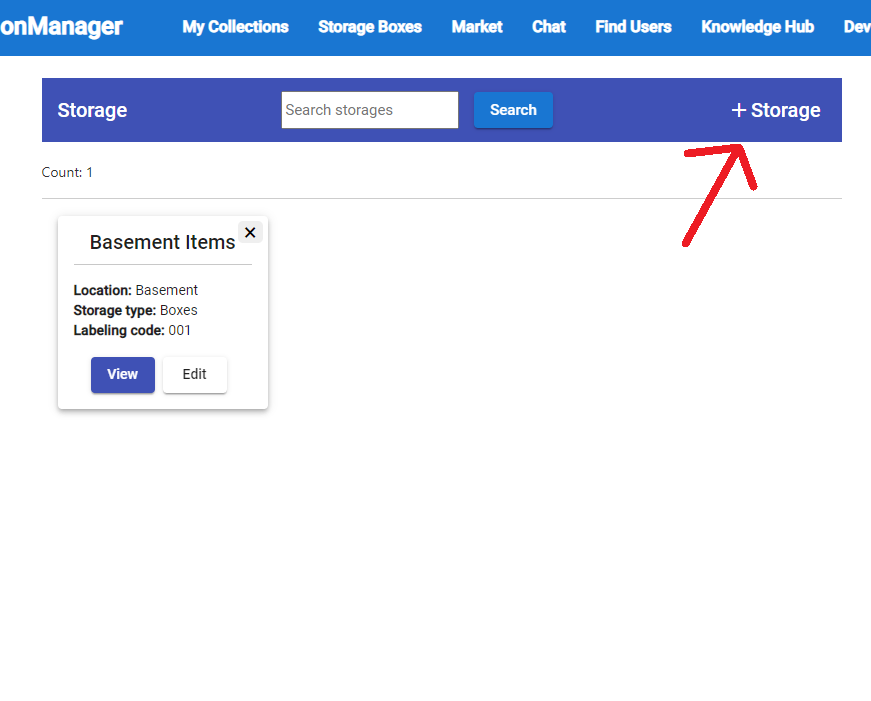 onManager My Collections Storage Boxes Market Chat Find Users Knowledge Hub Dev
Storage Search storages Search + Storage
Count: 1
Basement Items ×
Location: Basement
Storage type: Boxes
Labeling code: 001
View Edit